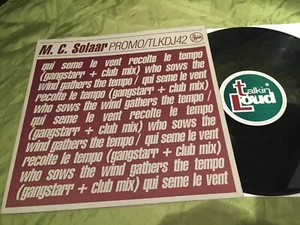 M. C. Solaar PROMO/TLKDJ42
qui seme le vent recolte le tempo
(gangstarr + club mix) who sows the
wind gathers the tempo / qui seme le vent
recolte le tempo (gangstarr + club mix)
who sows the wind gathers the tempo /
qui seme le vent recolte le tempo
(gangstarr + club mix) who sows the
wind gathers the tempo / qui seme le vent
recolte le tempo (gangstarr + club mix)
who sows the wind gathers the tempo
(gangstarr + club mix) qui seme le vent
talkin
Loud